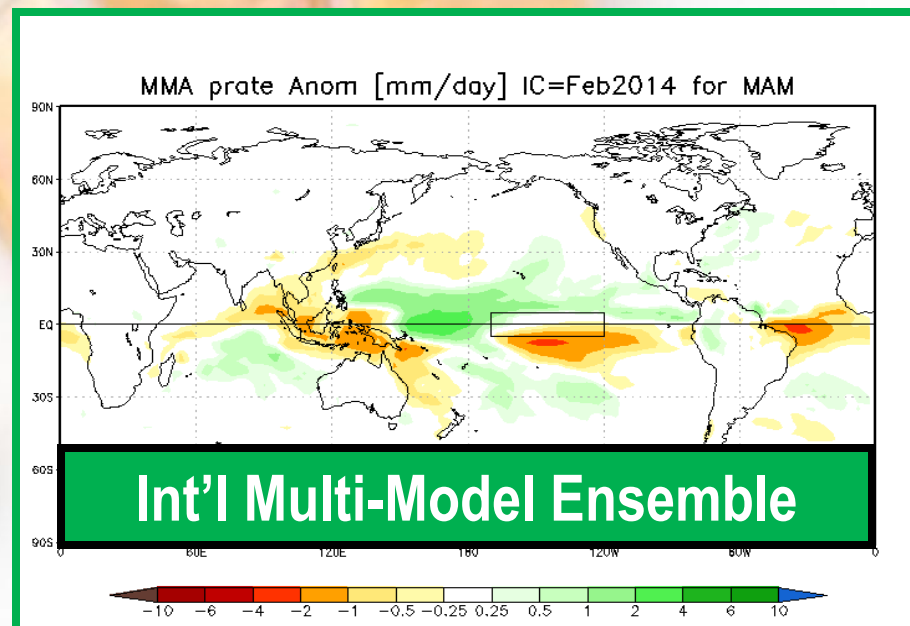 MMA prate Anom [mm/day] IC=Feb2014 for MAM
90N
60N
30N
EQ
30S
60S
90S
Int'l Multi-Model Ensemble
0 60E 120E 180 120W 60W 0
-10 -6 -4 -2 -1 -0.5 -0.25 0.25 0.5 1 2 4 6 10